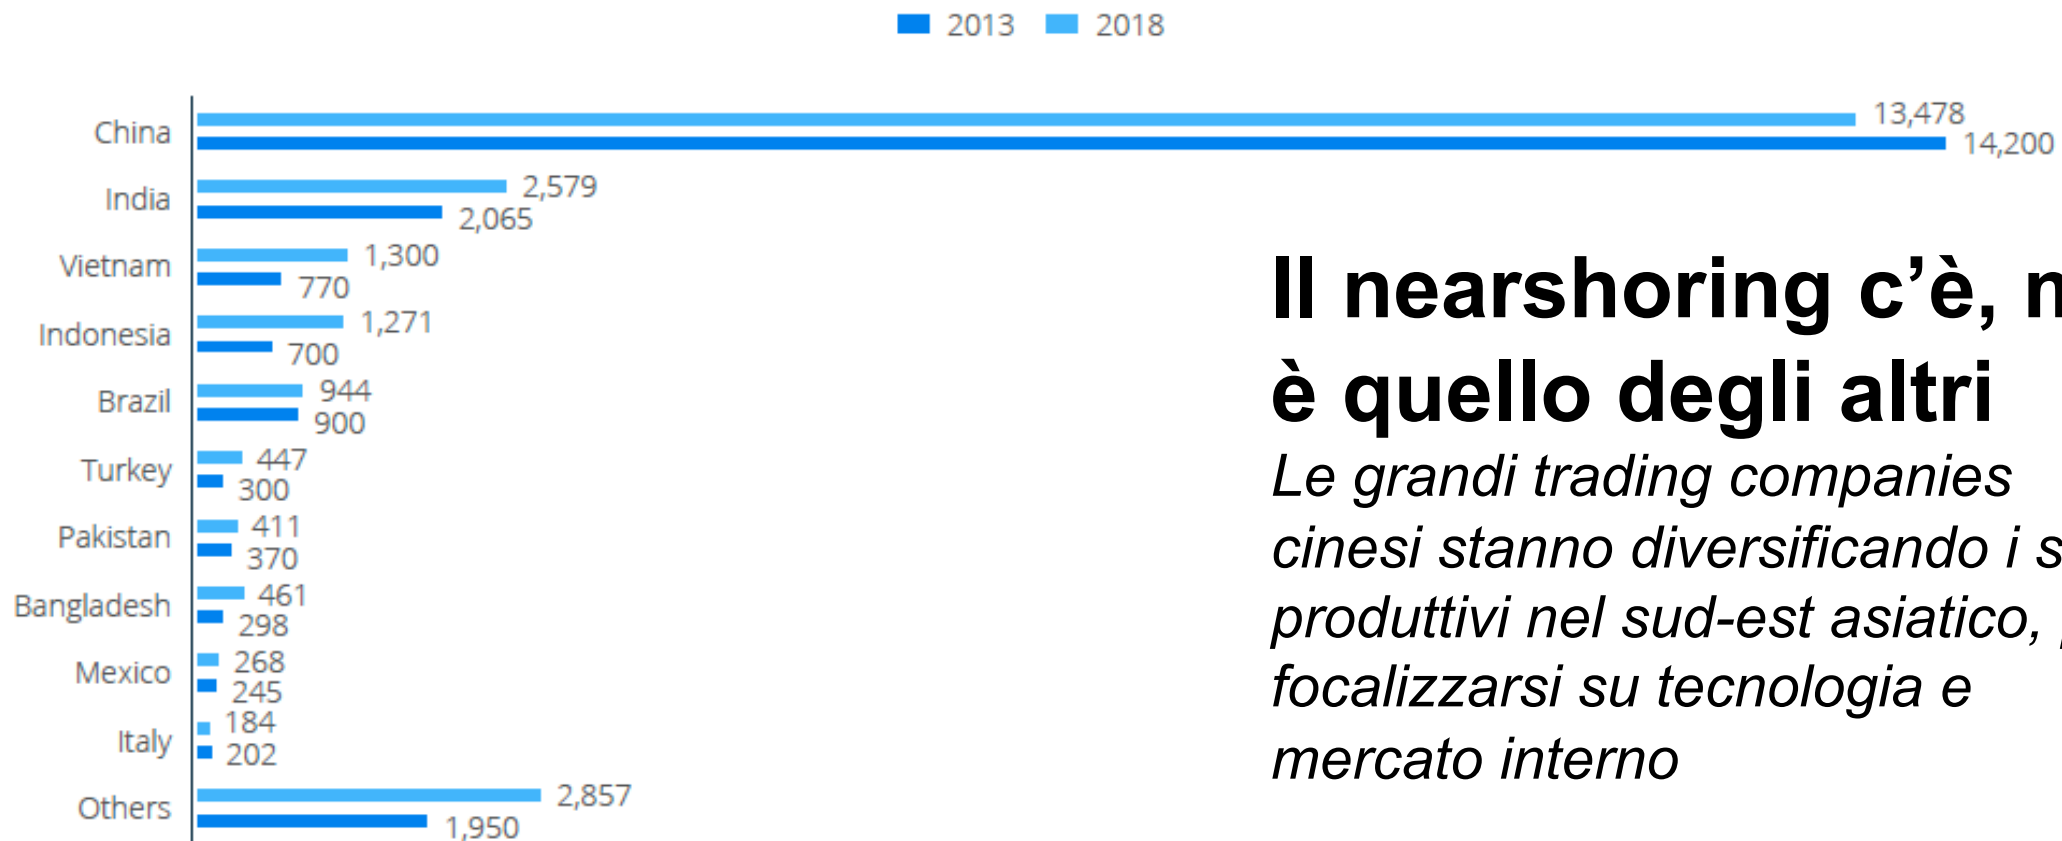 2013 2018
China 13,478
14,200
India 2,579
2,065
Vietnam 1,300
770
Indonesia 1,271
700
Brazil 944
900
Turkey 447
300
Pakistan 411
370
Bangladesh 461
298
Mexico 268
245
Italy 184
202
Others 2,857
1,950
Il nearshoring c’è,
è quello degli altri
Le grandi trading companies
cinesi stanno diversificando i
produttivi nel sud-est asiatico,
focalizzarsi su tecnologia e
mercato interno